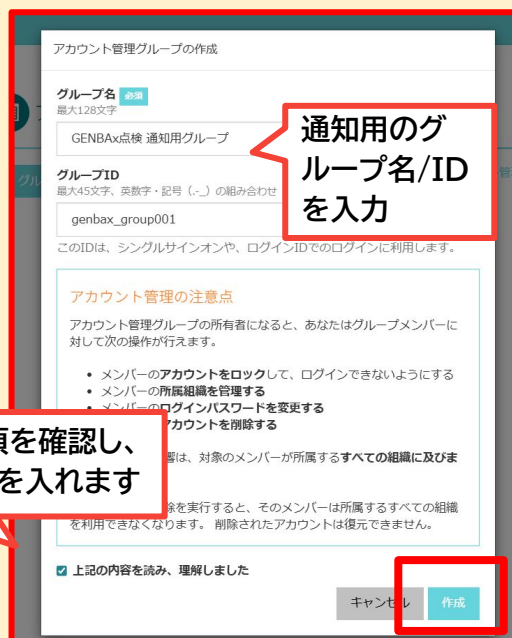 アカウント管理グループの作成
グループ名 必須
最大128文字
GENBAx点検 通知用グループ
通知用のグ
ループ名/ID
を入力
グループID
最大45文字、英数字・記号（.-_）の組み合わせ
genbax_group001
このIDは、シングルサインオンや、ログインIDでのログインに利用します。
アカウント管理の注意点
アカウント管理グループの所有者になると、あなたはグループメンバーに
対して次の操作が行えます。
• メンバーのアカウントをロックして、ログインできないようにする
• メンバーの所属組織を管理する
• メンバーのログインパスワードを変更する
アカウントを削除する
を確認し、
を入れます
響は、対象のメンバーが所属するすべての組織に及びま
を実行すると、そのメンバーは所属するすべての組織
を利用できなくなります。 削除されたアカウントは復元できません。
上記の内容を読み、理解しました
キャンセル 作成